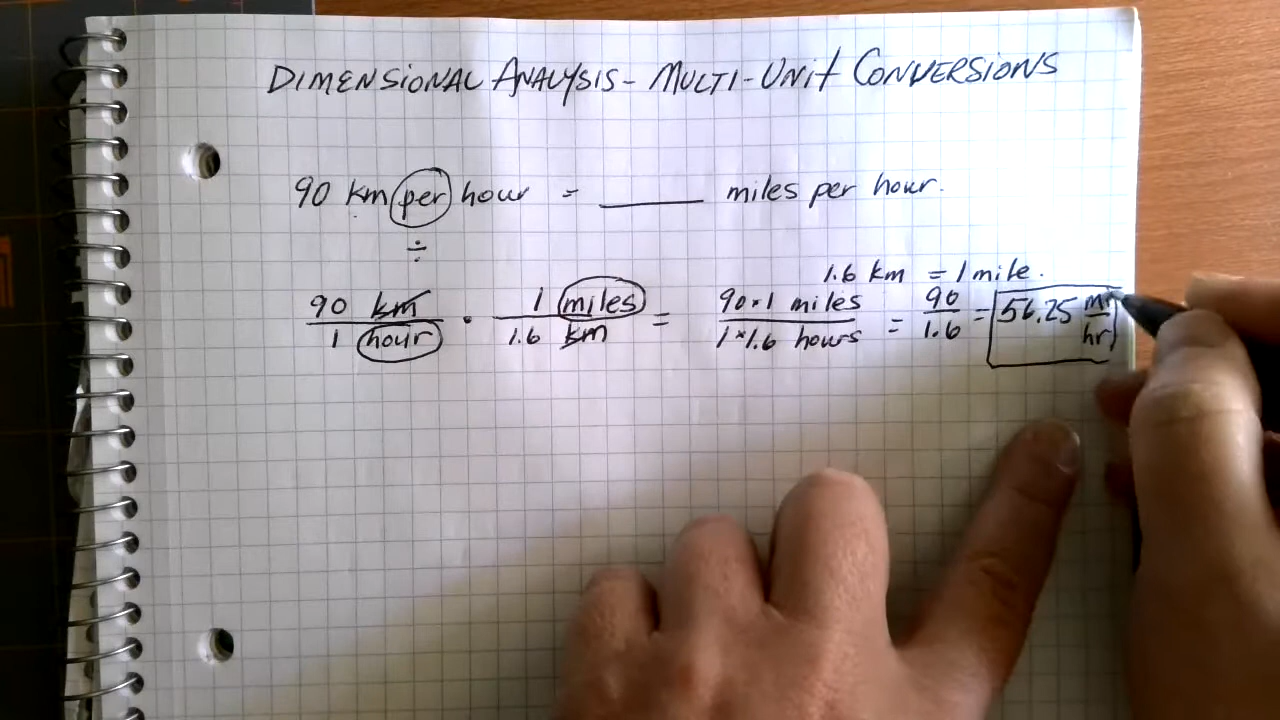 DIMENSIONAL ANALYSIS - MULTI-UNIT CONVERSIONS
90 km per hour = ______ miles per hour.
÷
1.6 km = 1 mile.
90 km / 1 hour · 1 miles / 1.6 km = 90 · 1 miles / 1 * 1.6 hours = 90 / 1.6 = 56.25 mi / hr